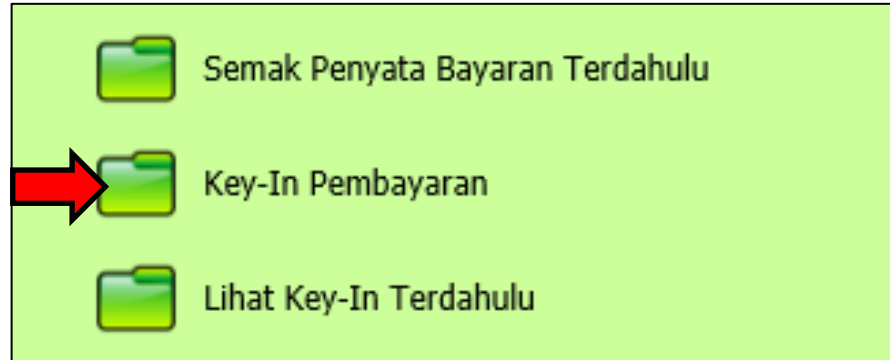 Semak Penyata Bayaran Terdahulu
Key-In Pembayaran
Lihat Key-In Terdahulu